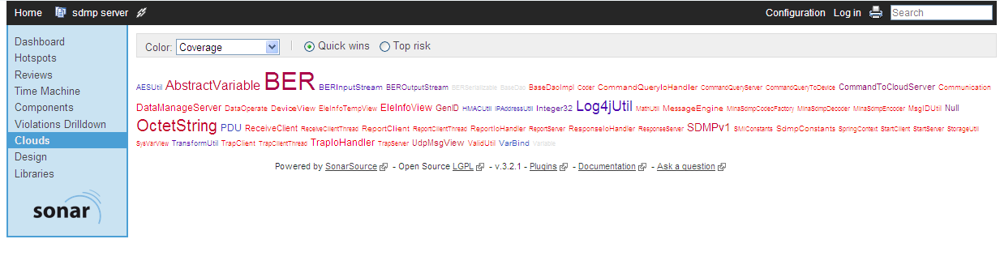 Home sdmp server Configuration Log in Search
Dashboard
Hotspots
Reviews
Time Machine
Components
Violations Drilldown
Clouds
Design
Libraries
sonar
Color: Coverage Quick wins Top risk
AESUtil AbstractVariable BER BERInputStream BEROutputStream BERSerializable BaseDao BaseDaoImpl Coder CommandQueryIoHandler CommandQueryServer CommandQueryToDevice CommandToCloudServer Communication
DataManageServer DataOperate DeviceView EleInfoTempView EleInfoView GenID HMACUtil IPAddressUtil Integer32 Log4jUtil MathUtil MessageEngine MinaSdmpCodecFactory MinaSdmpDecoder MinaSdmpEncoder MsgIDUtil Null
OctetString PDU ReceiveClient ReceiveClientThread ReportClient ReportClientThread ReportIoHandler ReportServer ResponseIoHandler ResponseServer SDMPv1 SMIConstants SdmpConstants SpringContext StartClient StartServer StorageUtil
SysVarView TransformUtil TrapClient TrapClientThread TrapIoHandler TrapServer UdpMsgView ValidUtil VarBind Variable
Powered by SonarSource - Open Source LGPL - v.3.2.1 - Plugins - Documentation - Ask a question